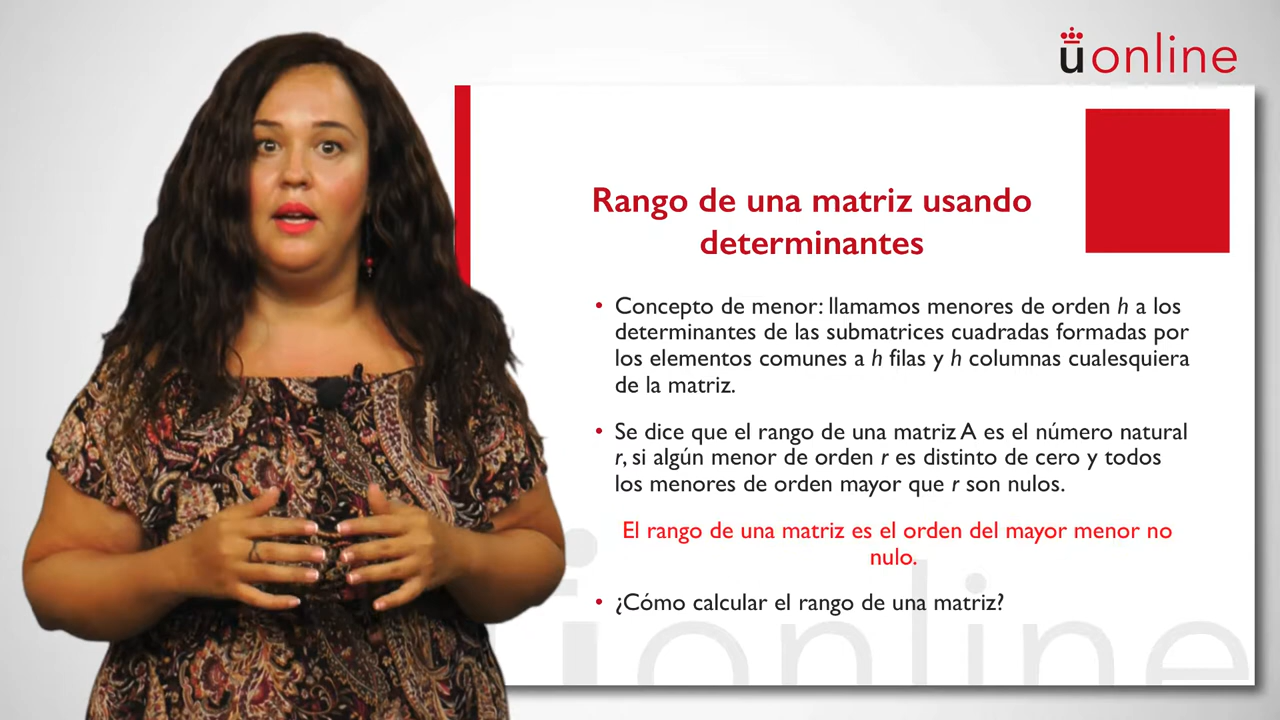 uonline
Rango de una matriz usando
determinantes
• Concepto de menor: llamamos menores de orden h a los
determinantes de las submatrices cuadradas formadas por
los elementos comunes a h filas y h columnas cualesquiera
de la matriz.
• Se dice que el rango de una matriz A es el número natural
r, si algún menor de orden r es distinto de cero y todos
los menores de orden mayor que r son nulos.
El rango de una matriz es el orden del mayor menor no
nulo.
• ¿Cómo calcular el rango de una matriz?
uonline